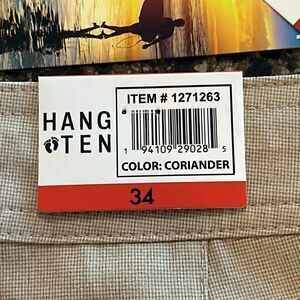 HANG
TEN
ITEM # 1271263
1 94109 29028 5
COLOR: CORIANDER
34